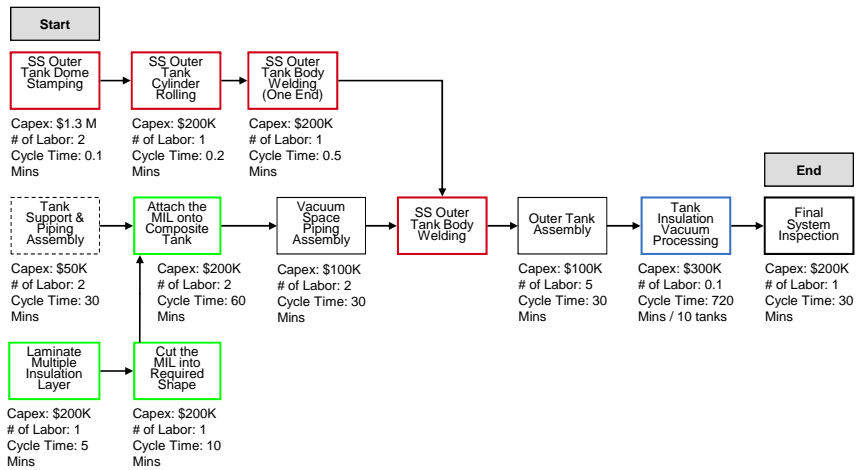 Start
SS Outer
Tank Dome
Stamping
SS Outer
Tank
Cylinder
Rolling
SS Outer
Tank Body
Welding
(One End)
Capex: $1.3 M
# of Labor: 2
Cycle Time: 0.1
Mins
Capex: $200K
# of Labor: 1
Cycle Time: 0.2
Mins
Capex: $200K
# of Labor: 1
Cycle Time: 0.5
Mins
End
Tank
Support &
Piping
Assembly
Attach the
MIL onto
Composite
Tank
Vacuum
Space
Piping
Assembly
SS Outer
Tank Body
Welding
Outer Tank
Assembly
Tank
Insulation
Vacuum
Processing
Final
System
Inspection
Capex: $50K
# of Labor: 2
Cycle Time: 30
Mins
Capex: $200K
# of Labor: 2
Cycle Time: 60
Mins
Capex: $100K
# of Labor: 2
Cycle Time: 30
Mins
Capex: $100K
# of Labor: 5
Cycle Time: 30
Mins
Capex: $300K
# of Labor: 0.1
Cycle Time: 720
Mins / 10 tanks
Capex: $200K
# of Labor: 1
Cycle Time: 30
Mins
Laminate
Multiple
Insulation
Layer
Cut the
MIL into
Required
Shape
Capex: $200K
# of Labor: 1
Cycle Time: 5
Mins
Capex: $200K
# of Labor: 1
Cycle Time: 10
Mins